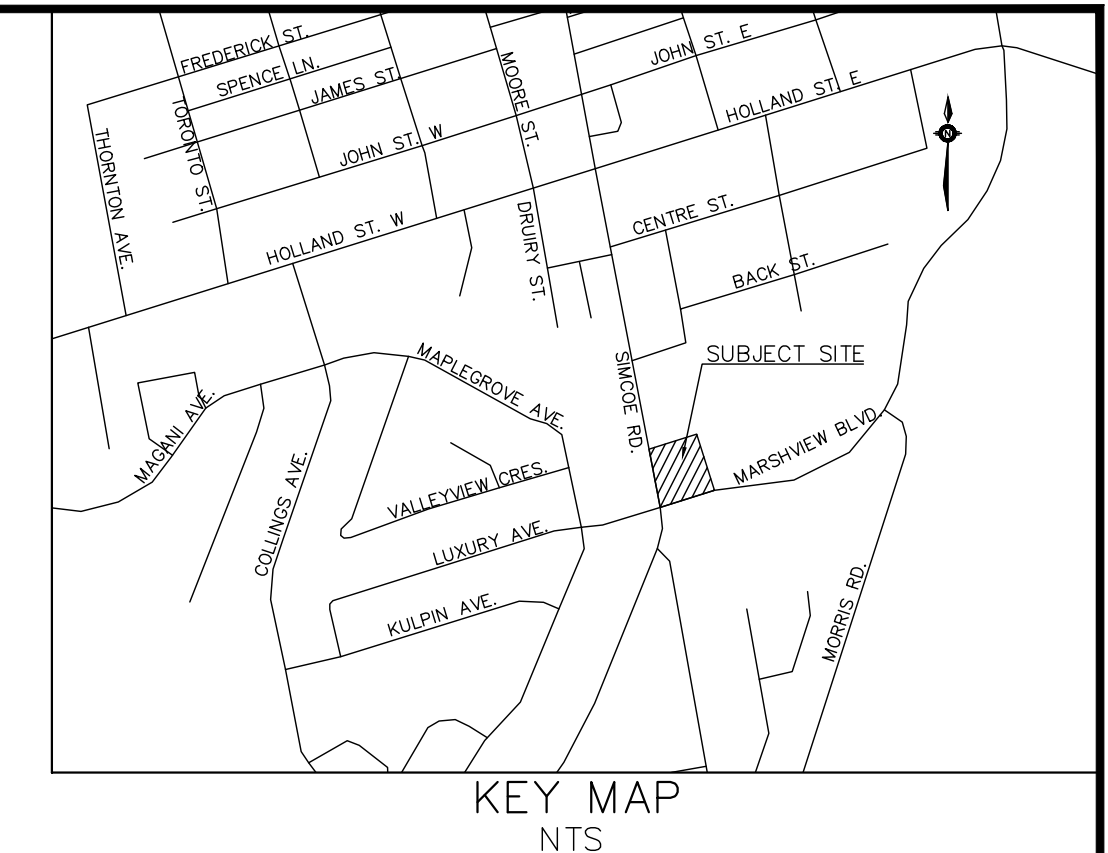 FREDERICK ST.
SPENCE LN.
JAMES ST.
JOHN ST. W
JOHN ST. E
MOORE ST.
TORONTO ST.
THORNTON AVE.
HOLLAND ST. E
HOLLAND ST. W
N
DRURIY ST.
CENTRE ST.
BACK ST.
SIMCOE RD.
SUBJECT SITE
MAPLEGROVE AVE.
MAGANI AVE.
COLLINGS AVE.
VALLEYVIEW CRES.
MARSHVIEW BLVD.
LUXURY AVE.
KULPIN AVE.
MORRIS RD.
KEY MAP
NTS